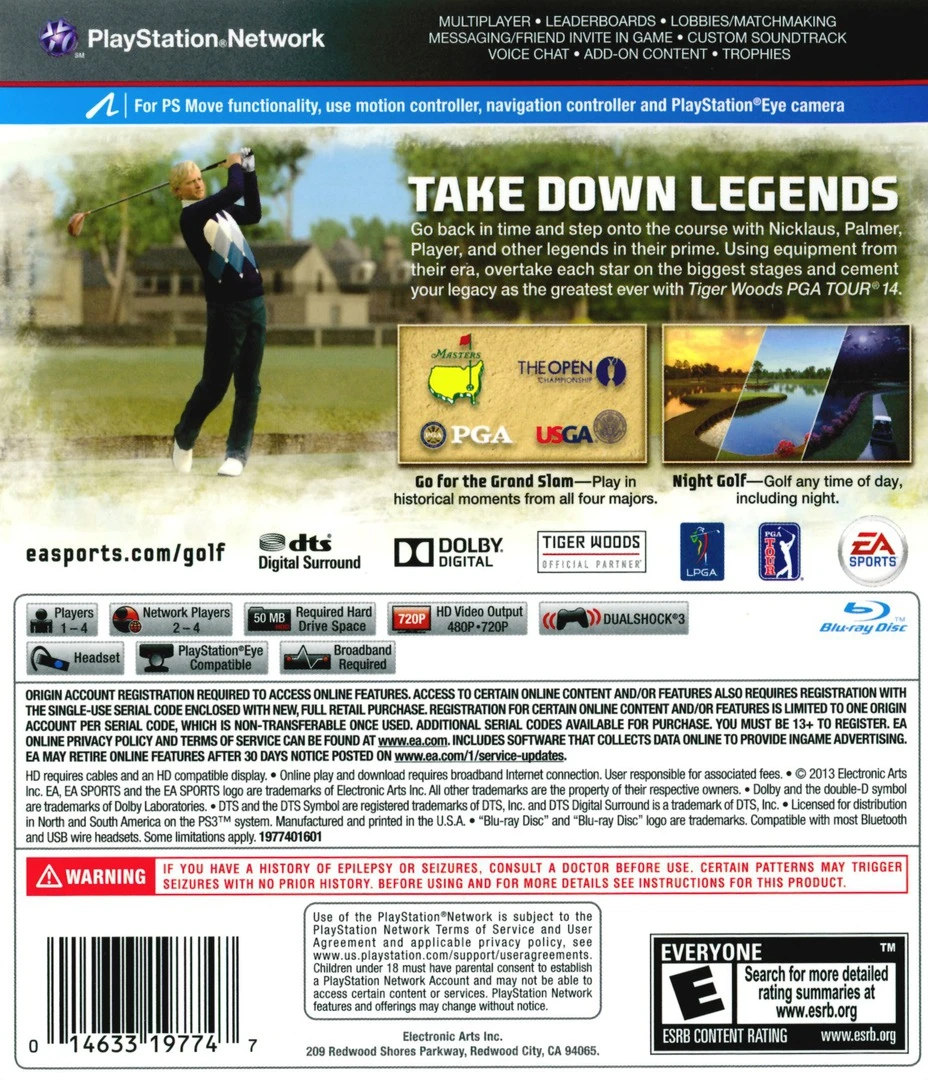 PlayStation®Network
SM
MULTIPLAYER • LEADERBOARDS • LOBBIES/MATCHMAKING
MESSAGING/FRIEND INVITE IN GAME • CUSTOM SOUNDTRACK
VOICE CHAT • ADD-ON CONTENT • TROPHIES
For PS Move functionality, use motion controller, navigation controller and PlayStation®Eye camera
TAKE DOWN LEGENDS
Go back in time and step onto the course with Nicklaus, Palmer,
Player, and other legends in their prime. Using equipment from
their era, overtake each star on the biggest stages and cement
your legacy as the greatest ever with Tiger Woods PGA TOUR® 14.
MASTERS
THE OPEN
CHAMPIONSHIP
PGA
USGA
Go for the Grand Slam—Play in
historical moments from all four majors.
Night Golf—Golf any time of day,
including night.
easports.com/golf
dts
Digital Surround
DOLBY
DIGITAL
TIGER WOODS
OFFICIAL PARTNER
LPGA
PGA
TOUR
EA
SPORTS
Players
1 – 4
Network Players
2 – 4
50 MB
Required Hard
Drive Space
720P
HD Video Output
480P • 720P
DUALSHOCK®3
Blu-ray Disc™
Headset
PlayStation®Eye
Compatible
Broadband
Required
ORIGIN ACCOUNT REGISTRATION REQUIRED TO ACCESS ONLINE FEATURES. ACCESS TO CERTAIN ONLINE CONTENT AND/OR FEATURES ALSO REQUIRES REGISTRATION WITH
THE SINGLE-USE SERIAL CODE ENCLOSED WITH NEW, FULL RETAIL PURCHASE. REGISTRATION FOR CERTAIN ONLINE CONTENT AND/OR FEATURES IS LIMITED TO ONE ORIGIN
ACCOUNT PER SERIAL CODE, WHICH IS NON-TRANSFERABLE ONCE USED. ADDITIONAL SERIAL CODES AVAILABLE FOR PURCHASE. YOU MUST BE 13+ TO REGISTER. EA
ONLINE PRIVACY POLICY AND TERMS OF SERVICE CAN BE FOUND AT www.ea.com. INCLUDES SOFTWARE THAT COLLECTS DATA ONLINE TO PROVIDE INGAME ADVERTISING.
EA MAY RETIRE ONLINE FEATURES AFTER 30 DAYS NOTICE POSTED ON www.ea.com/1/service-updates.
HD requires cables and an HD compatible display. • Online play and download requires broadband Internet connection. User responsible for associated fees. • © 2013 Electronic Arts
Inc. EA, EA SPORTS and the EA SPORTS logo are trademarks of Electronic Arts Inc. All other trademarks are the property of their respective owners. • Dolby and the double-D symbol
are trademarks of Dolby Laboratories. • DTS and the DTS Symbol are registered trademarks of DTS, Inc. and DTS Digital Surround is a trademark of DTS, Inc. • Licensed for distribution
in North and South America on the PS3™ system. Manufactured and printed in the U.S.A. • “Blu-ray Disc” and “Blu-ray Disc” logo are trademarks. Compatible with most Bluetooth
and USB wire headsets. Some limitations apply. 1977401601
WARNING
IF YOU HAVE A HISTORY OF EPILEPSY OR SEIZURES, CONSULT A DOCTOR BEFORE USE. CERTAIN PATTERNS MAY TRIGGER
SEIZURES WITH NO PRIOR HISTORY. BEFORE USING AND FOR MORE DETAILS SEE INSTRUCTIONS FOR THIS PRODUCT.
Use of the PlayStation®Network is subject to the
PlayStation Network Terms of Service and User
Agreement and applicable privacy policy, see
www.us.playstation.com/support/useragreements.
Children under 18 must have parental consent to establish
a PlayStation Network Account and may not be able to
access certain content or services. PlayStation Network
features and offerings may change without notice.
Electronic Arts Inc.
209 Redwood Shores Parkway, Redwood City, CA 94065.
0 14633 19774 7
EVERYONE ™
E
Search for more detailed
rating summaries at
www.esrb.org
ESRB CONTENT RATING www.esrb.org